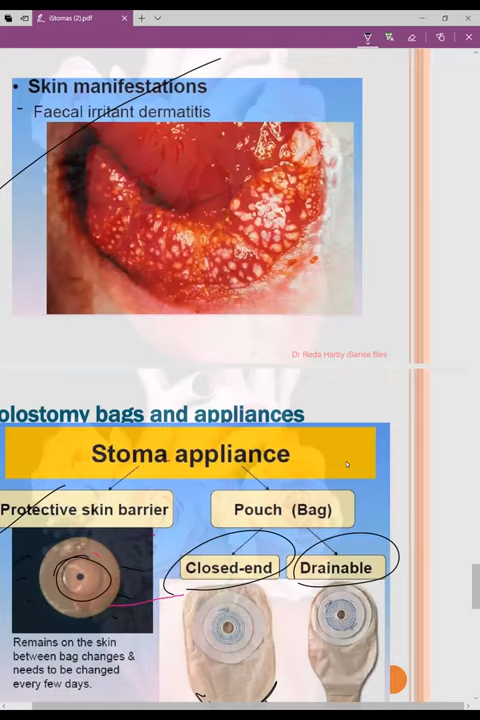 iStomas (2).pdf
• Skin manifestations
- Faecal irritant dermatitis
Dr Reda Harby iSense files
olostomy bags and appliances
Stoma appliance
Protective skin barrier
Pouch (Bag)
Closed-end
Drainable
Remains on the skin
between bag changes &
needs to be changed
every few days.